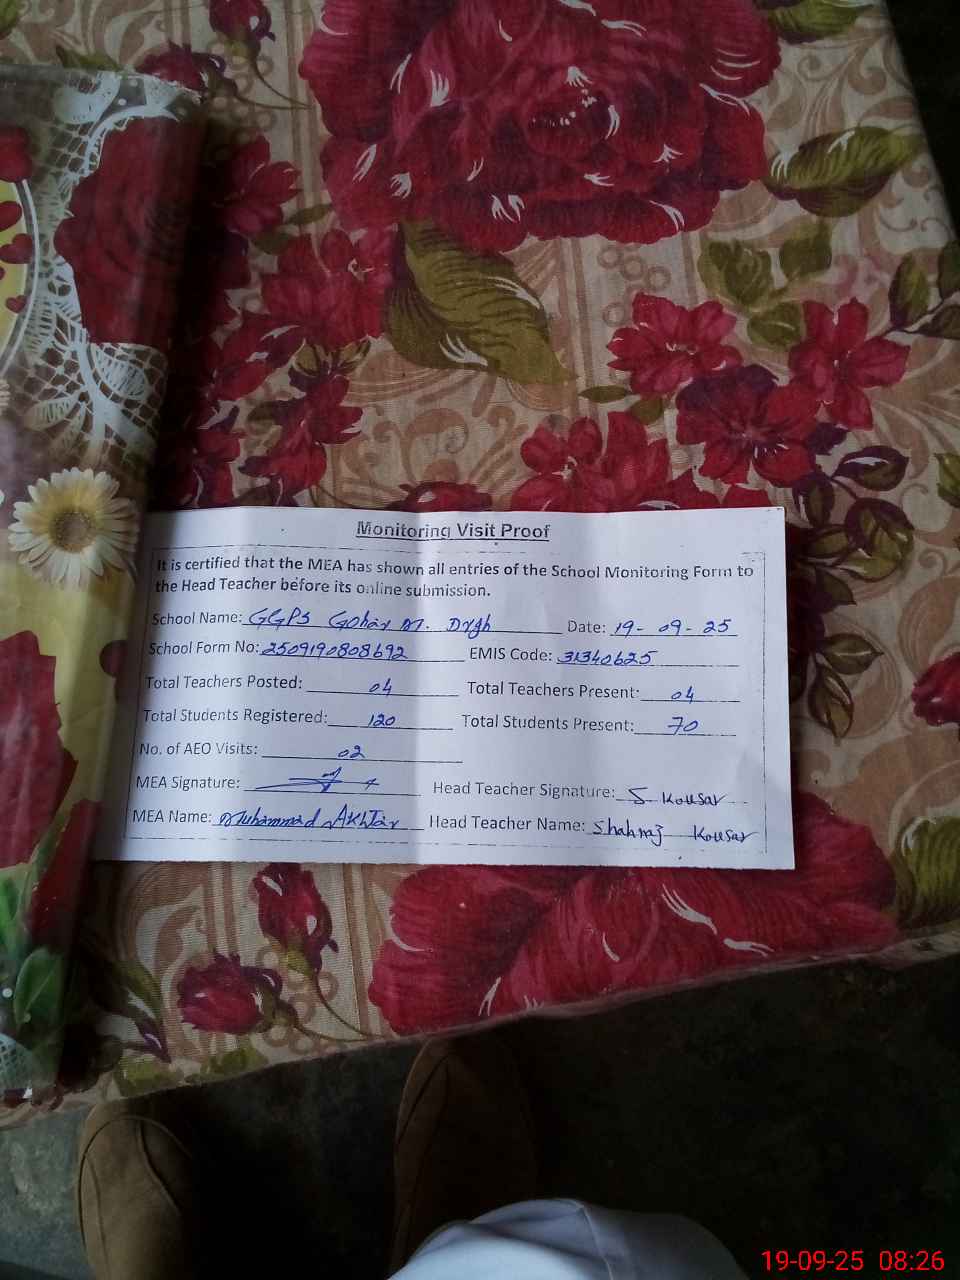 Monitoring Visit Proof
It is certified that the MEA has shown all entries of the School Monitoring Form to
the Head Teacher before its online submission.
School Name: GGPS Gohar M. Drgh Date: 19-09-25
School Form No: 2509190808692 EMIS Code: 31340625
Total Teachers Posted: 04 Total Teachers Present: 04
Total Students Registered: 120 Total Students Present: 70
No. of AEO Visits: 02
MEA Signature: Head Teacher Signature: S. Kousar
MEA Name: Muhammad Akhtar Head Teacher Name: Shahnaz Kousar
19-09-25 08:26